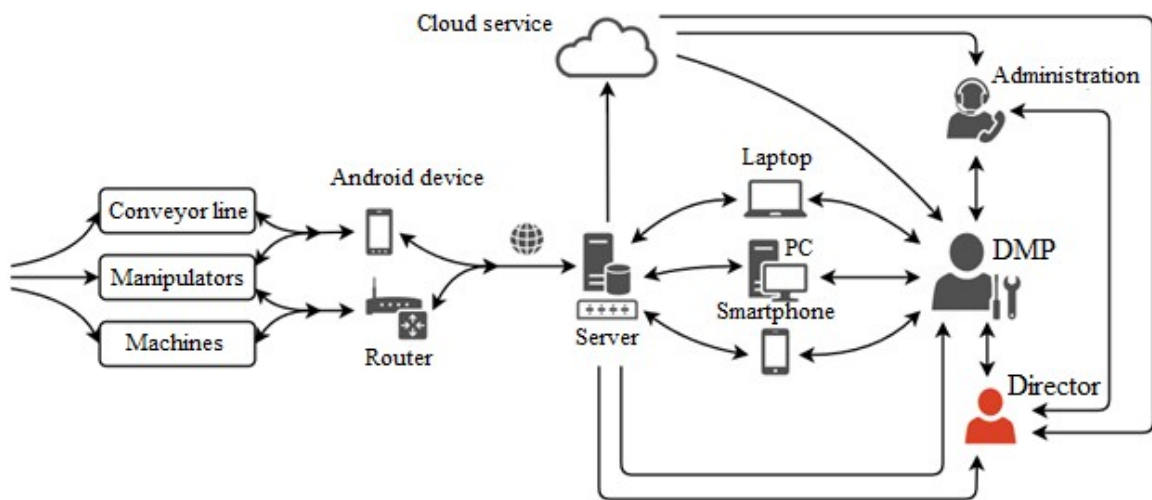 Cloud service
Administration
Laptop
Android device
Conveyor line
PC
DMP
Manipulators
Smartphone
Machines
Router
Server
Director